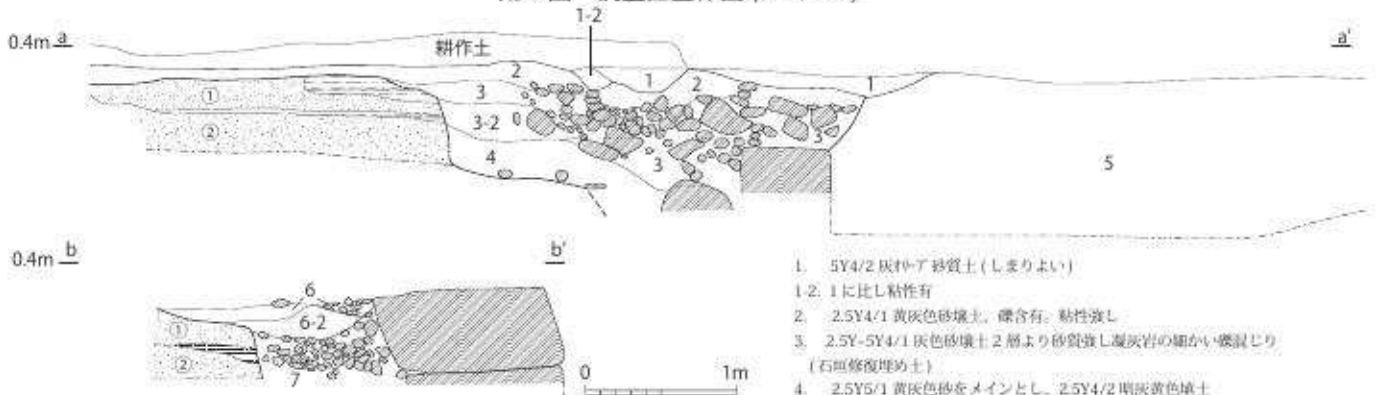 1-2
0.4m a a'
耕作土
2 1 2 1
① 3
3-2 3
② 4 3 5
0.4m b b'
6
① 6-2
②
7
0 1m
1. 5Y4/2 灰ｵﾘｰﾌﾞ 砂質土 (しまりよい)
1-2. 1に比し粘性有
2. 2.5Y4/1 黄灰色砂壌土、礫含有。粘性強し
3. 2.5Y-5Y4/1 灰色砂壌土 2層より砂質強し凝灰岩の細かい礫混じり
(石垣修復埋め土)
4. 2.5Y5/1 黄灰色砂をメインとし、2.5Y4/2 暗灰黄色壌土